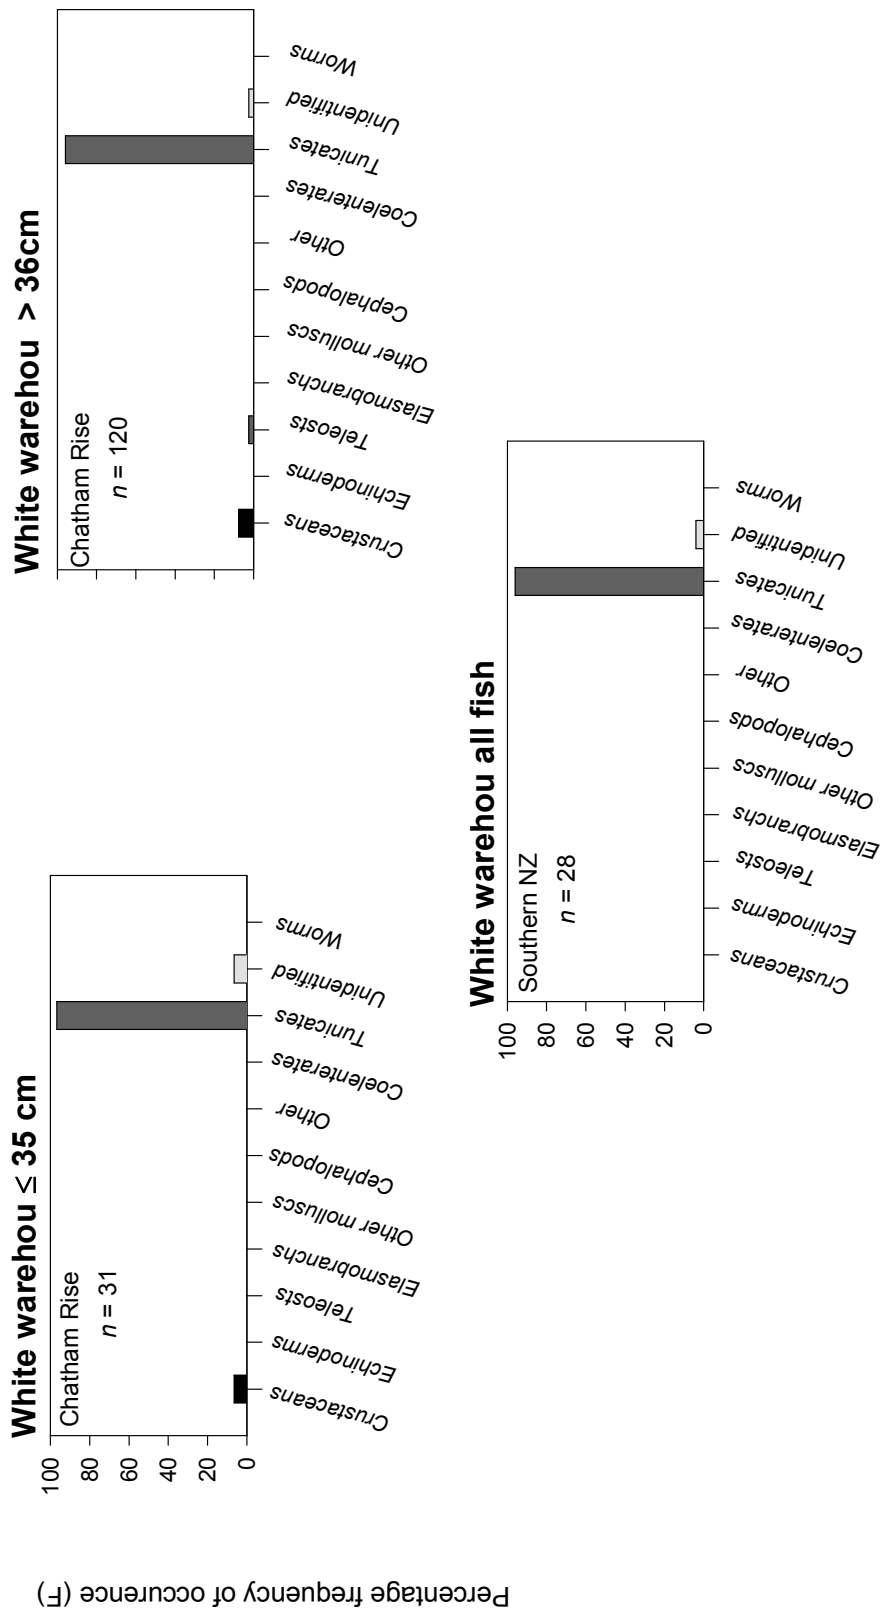 White warehou ≤ 35 cm
Chatham Rise
n = 31
100
80
60
40
20
0
Crustaceans
Echinoderms
Teleosts
Elasmobranchs
Other molluscs
Cephalopods
Other
Coelenterates
Tunicates
Unidentified
Worms
White warehou > 36cm
Chatham Rise
n = 120
Crustaceans
Echinoderms
Teleosts
Elasmobranchs
Other molluscs
Cephalopods
Other
Coelenterates
Tunicates
Unidentified
Worms
White warehou all fish
Southern NZ
n = 28
100
80
60
40
20
0
Crustaceans
Echinoderms
Teleosts
Elasmobranchs
Other molluscs
Cephalopods
Other
Coelenterates
Tunicates
Unidentified
Worms
Percentage frequency of occurence (F)